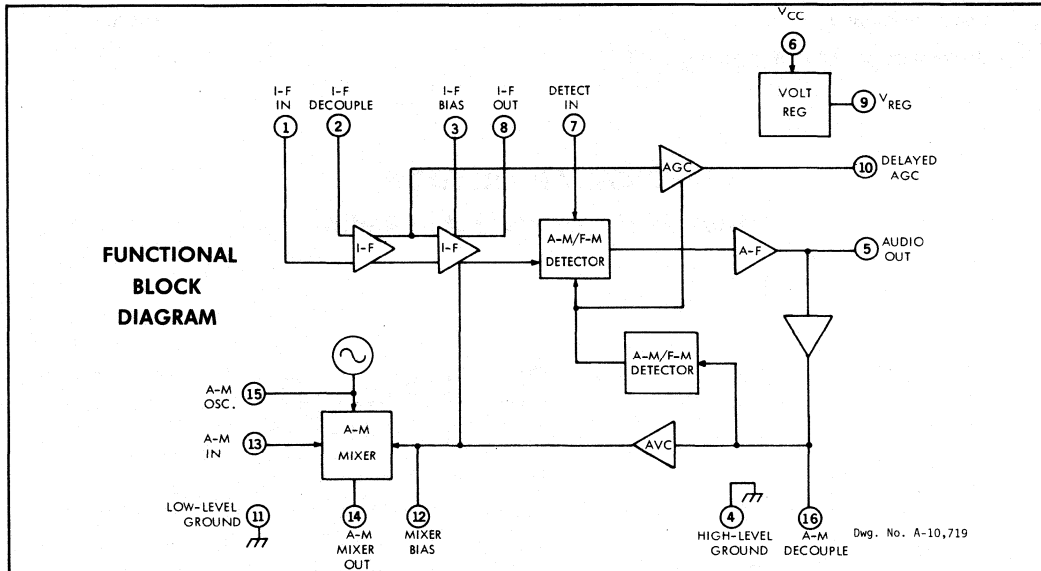 V CC
6
VOLT
REG
9 V REG
I-F
IN
1
I-F
DECOUPLE
2
I-F
BIAS
3
I-F
OUT
8
DETECT
IN
7
AGC
10 DELAYED
AGC
I-F
I-F
A-M/F-M
DETECTOR
A-F
5 AUDIO
OUT
FUNCTIONAL
BLOCK
DIAGRAM
A-M/F-M
DETECTOR
A-M
OSC.
15
A-M
IN
13
A-M
MIXER
AVC
LOW-LEVEL
GROUND
11
14
A-M
MIXER
OUT
12
MIXER
BIAS
4
HIGH-LEVEL
GROUND
16
A-M
DECOUPLE
Dwg. No. A-10,719